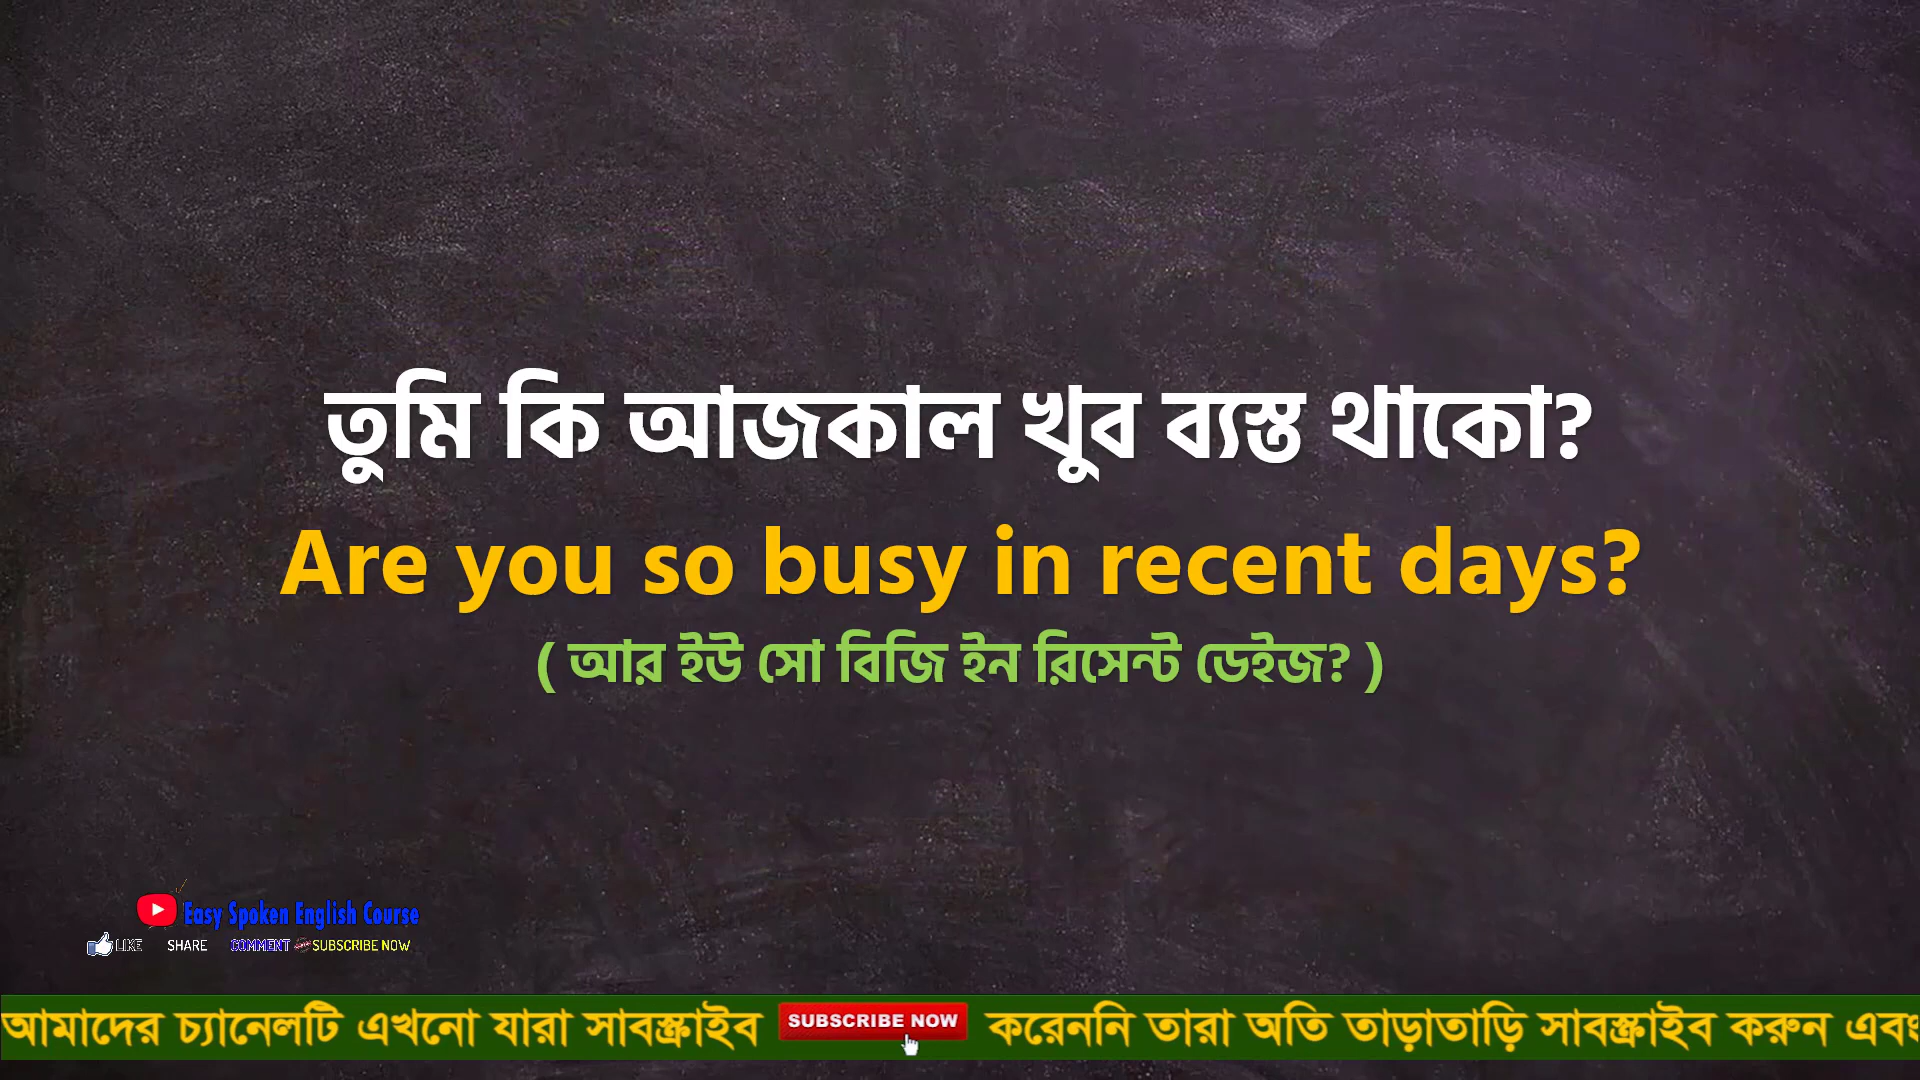 তুমি কি আজকাল খুব ব্যস্ত থাকো?
Are you so busy in recent days?
( আর ইউ সো বিজি ইন রিসেন্ট ডেইজ? )
Easy Spoken English Course
LIKE SHARE COMMENT SUBSCRIBE NOW
আমাদের চ্যানেলটি এখনো যারা সাবস্ক্রাইব SUBSCRIBE NOW করেননি তারা অতি তাড়াতাড়ি সাবস্ক্রাইব করুন এবং